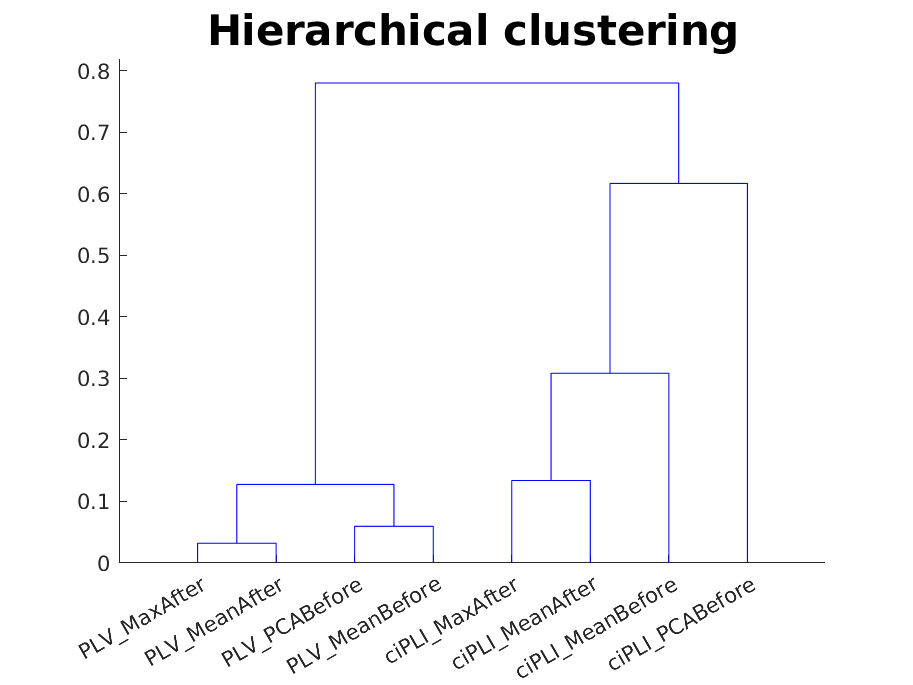 Hierarchical clustering
0.8
0.7
0.6
0.5
0.4
0.3
0.2
0.1
0
PLV_MaxAfter
PLV_MeanAfter
PLV_PCABefore
PLV_MeanBefore
ciPLI_MaxAfter
ciPLI_MeanAfter
ciPLI_MeanBefore
ciPLI_PCABefore